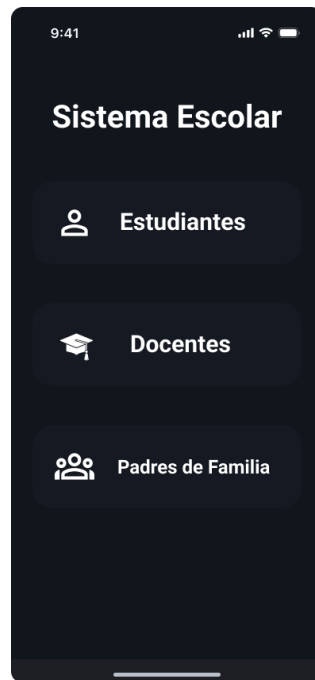 9:41
Sistema Escolar
Estudiantes
Docentes
Padres de Familia